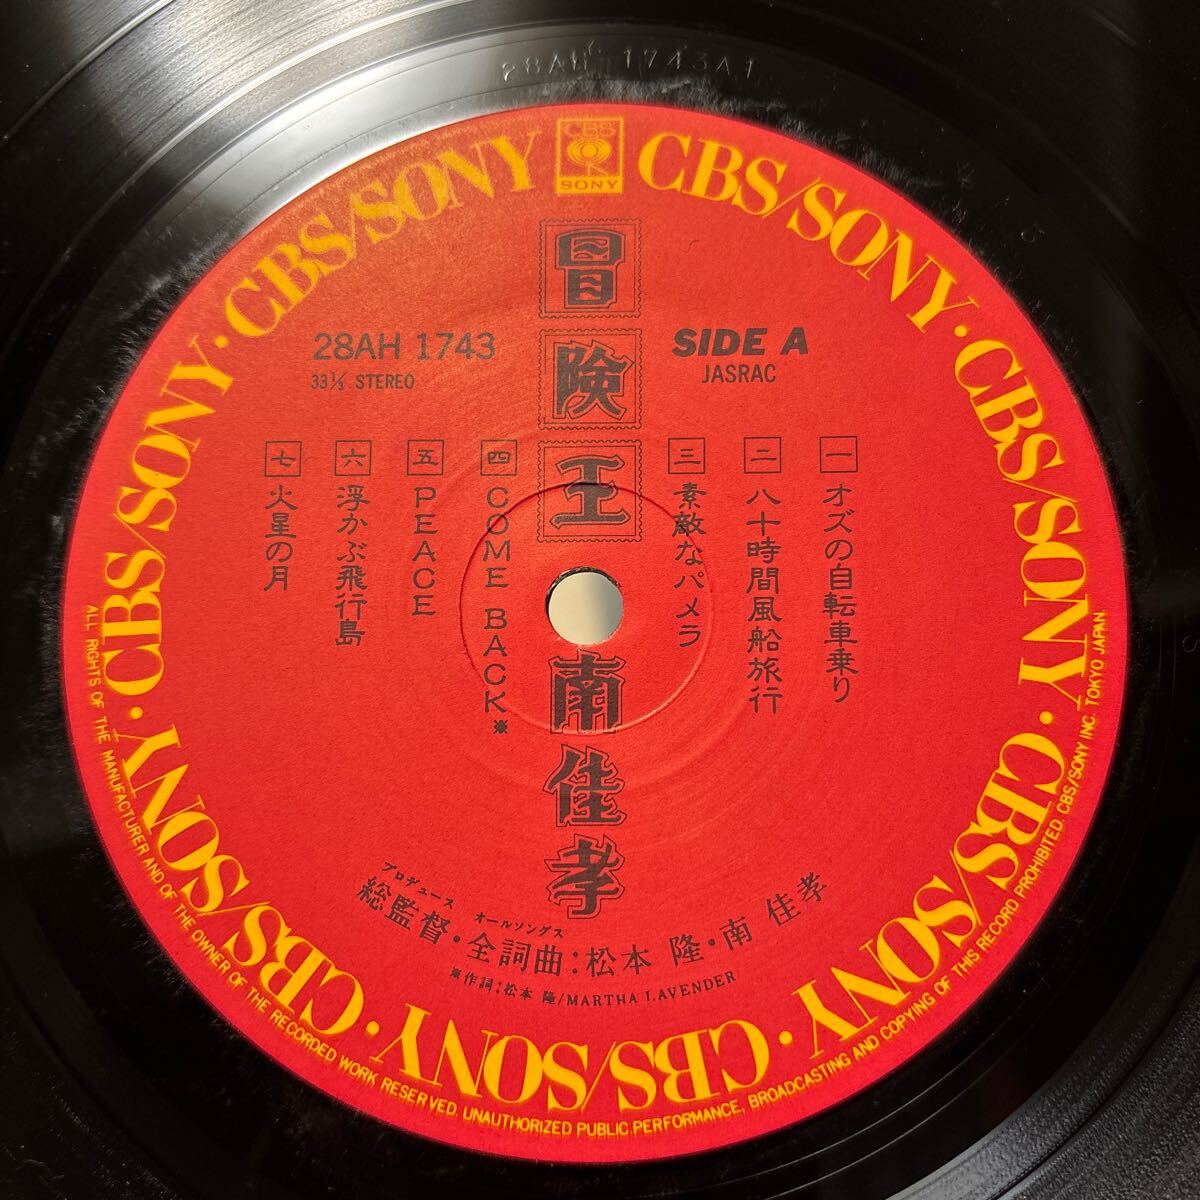 28AH 1743A1
CBS
SONY
CBS/SONY · CBS/SONY · CBS/SONY · CBS/SONY · CBS/SONY · CBS/SONY · CBS/SONY · CBS/SONY
冒険王
南佳孝
28AH 1743
33⅓ STEREO
SIDE A
JASRAC
一 オズの自転車乗り
二 八十時間風船旅行
三 素敵なパメラ
四 COME BACK※
五 PEACE
六 浮かぶ飛行島
七 火星の月
プロデュース オールソングス
総監督・全詞曲:松本 隆・南 佳孝
※作詞:松本 隆/MARTHA LAVENDER
ALL RIGHTS OF THE MANUFACTURER AND OF THE OWNER OF THE RECORDED WORK RESERVED. UNAUTHORIZED PUBLIC PERFORMANCE, BROADCASTING AND COPYING OF THIS RECORD PROHIBITED. CBS/SONY INC. TOKYO JAPAN.